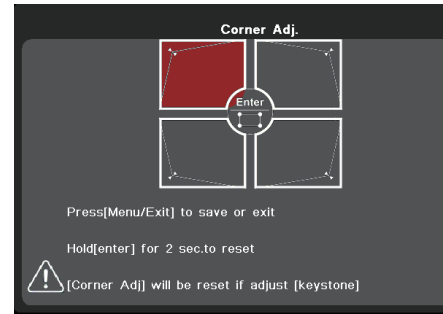 Corner Adj.
Enter
Press[Menu/Exit] to save or exit
Hold[enter] for 2 sec.to reset
[Corner Adj] will be reset if adjust [keystone]